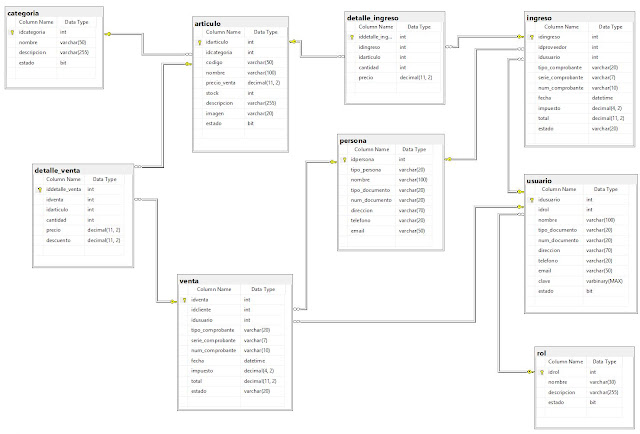 categoria
Column Name Data Type
idcategoria int
nombre varchar(50)
descripcion varchar(255)
estado bit
articulo
Column Name Data Type
idarticulo int
idcategoria int
codigo varchar(50)
nombre varchar(100)
precio_venta decimal(11, 2)
stock int
descripcion varchar(255)
imagen varchar(20)
estado bit
detalle_ingreso
Column Name Data Type
iddetalle_ing...
int
idingreso int
idarticulo int
cantidad int
precio decimal(11, 2)
ingreso
Column Name Data Type
idingreso int
idproveedor int
idusuario int
tipo_comprobante varchar(20)
serie_comprobante varchar(7)
num_comprobante varchar(10)
fecha datetime
impuesto decimal(4, 2)
total decimal(11, 2)
estado varchar(20)
detalle_venta
Column Name Data Type
iddetalle_venta int
idventa int
idarticulo int
cantidad int
precio decimal(11, 2)
descuento decimal(11, 2)
persona
Column Name Data Type
idpersona int
tipo_persona varchar(20)
nombre varchar(100)
tipo_documento varchar(20)
num_documento varchar(20)
direccion varchar(70)
telefono varchar(20)
email varchar(50)
usuario
Column Name Data Type
idusuario int
idrol int
nombre varchar(100)
tipo_documento varchar(20)
num_documento varchar(20)
direccion varchar(70)
telefono varchar(20)
email varchar(50)
clave varbinary(MAX)
estado bit
venta
Column Name Data Type
idventa int
idcliente int
idusuario int
tipo_comprobante varchar(20)
serie_comprobante varchar(7)
num_comprobante varchar(10)
fecha datetime
impuesto decimal(4, 2)
total decimal(11, 2)
estado varchar(20)
rol
Column Name Data Type
idrol int
nombre varchar(30)
descripcion varchar(255)
estado bit